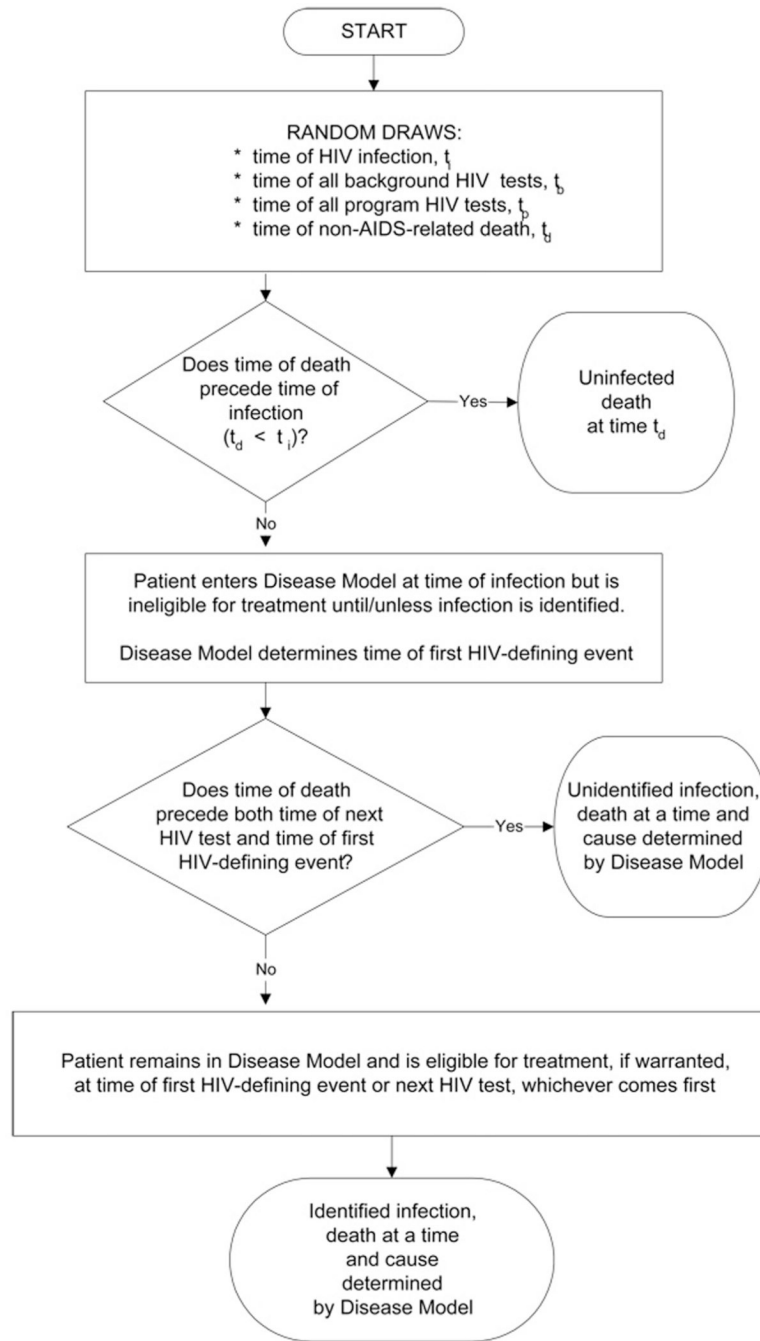 START
RANDOM DRAWS:
* time of HIV infection, t_i
* time of all background HIV tests, t_b
* time of all program HIV tests, t_p
* time of non-AIDS-related death, t_d
Does time of death
precede time of
infection
(t_d < t_i)?
Yes
Uninfected
death
at time t_d
No
Patient enters Disease Model at time of infection but is
ineligible for treatment until/unless infection is identified.
Disease Model determines time of first HIV-defining event
Does time of death
precede both time of next
HIV test and time of first
HIV-defining event?
Yes
Unidentified infection,
death at a time and
cause determined
by Disease Model
No
Patient remains in Disease Model and is eligible for treatment, if warranted,
at time of first HIV-defining event or next HIV test, whichever comes first
Identified infection,
death at a time
and cause
determined
by Disease Model